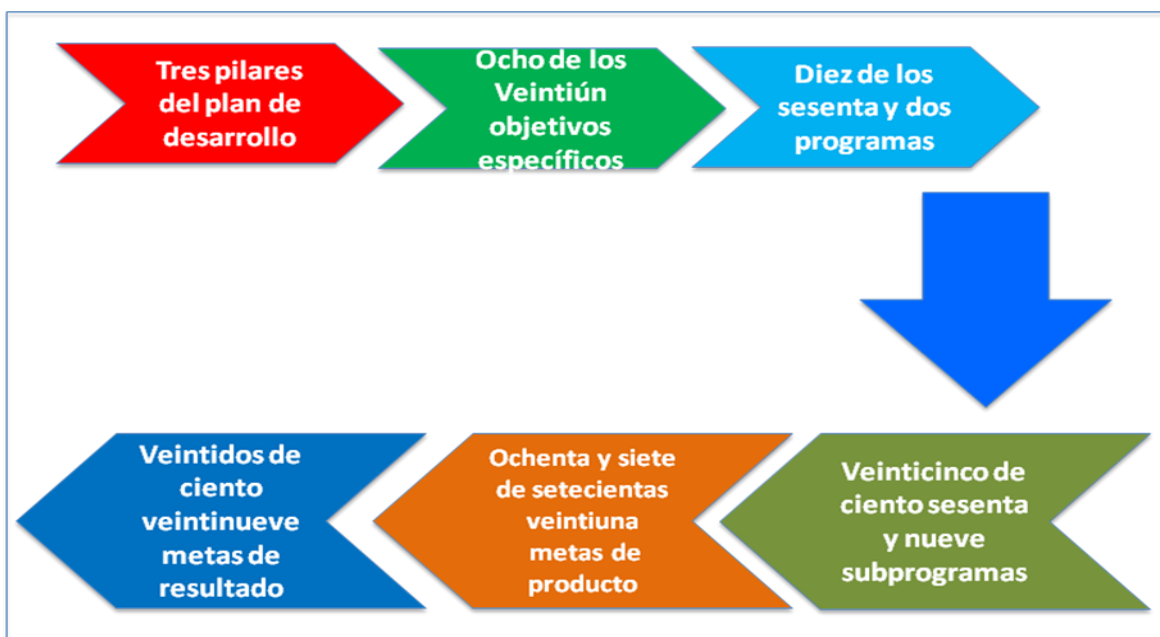 Tres pilares
del plan de
desarrollo
Ocho de los
Veintiún
objetivos
específicos
Diez de los
sesenta y dos
programas
Veinticinco de
ciento sesenta
y nueve
subprogramas
Ochenta y siete
de setecientas
veintiuna
metas de
producto
Veintidos de
ciento
veintinueve
metas de
resultado